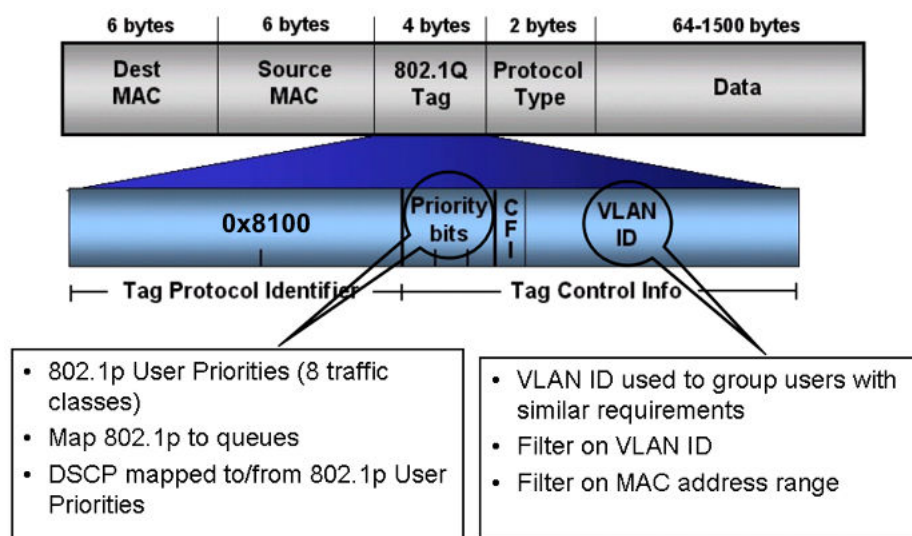 6 bytes 6 bytes 4 bytes 2 bytes 64-1500 bytes
Dest MAC
Source MAC
802.1Q Tag
Protocol Type
Data
0x8100
Priority bits
CFI
VLAN ID
Tag Protocol Identifier
Tag Control Info
• 802.1p User Priorities (8 traffic
classes)
• Map 802.1p to queues
• DSCP mapped to/from 802.1p User
Priorities
• VLAN ID used to group users with
similar requirements
• Filter on VLAN ID
• Filter on MAC address range